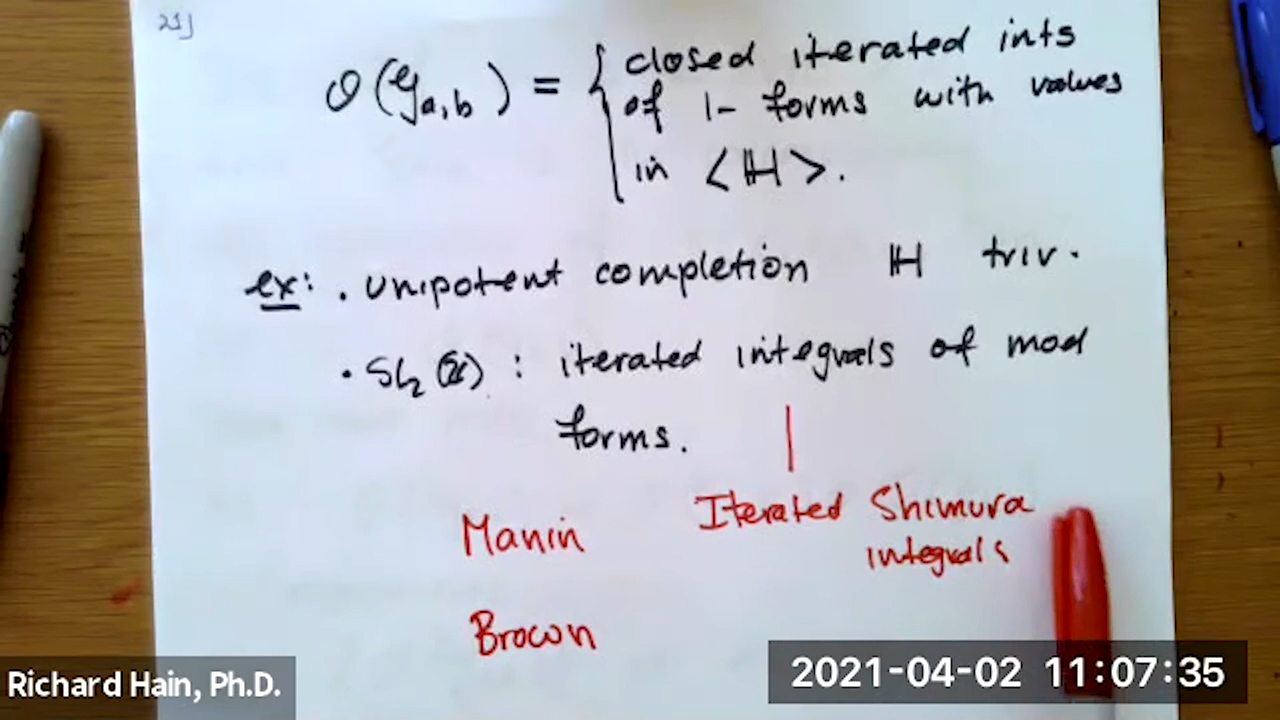 21)
O(𝒢a,b) = { closed iterated ints
of 1-forms with values
in <ℍ>.
ex: . unipotent completion ℍ triv.
· SL2(ℤ) : iterated integrals of mod
forms.
Iterated Shimura
integrals
Manin
Brown
Richard Hain, Ph.D.
2021-04-02 11:07:35